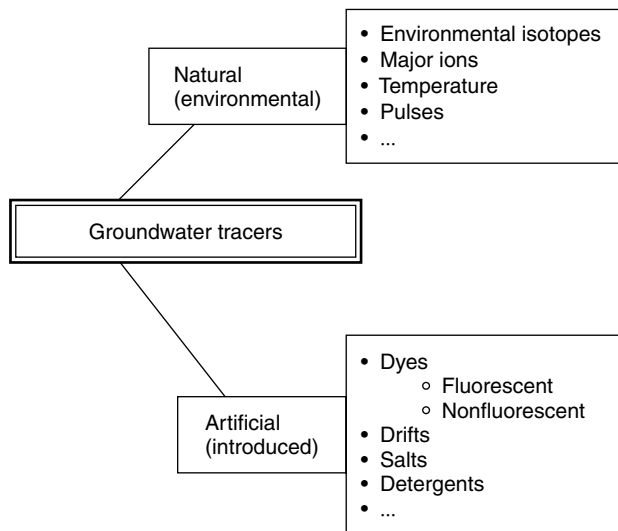 Natural
(environmental)
• Environmental isotopes
• Major ions
• Temperature
• Pulses
• ...
Groundwater tracers
Artificial
(introduced)
• Dyes
○ Fluorescent
○ Nonfluorescent
• Drifts
• Salts
• Detergents
• ...